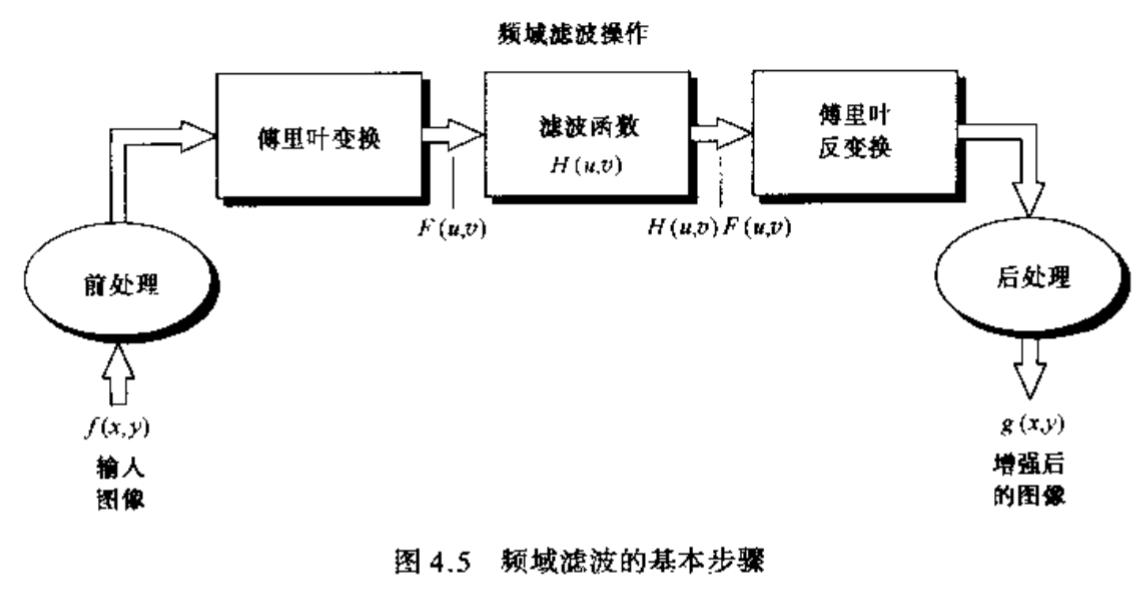 频域滤波操作
傅里叶变换
滤波函数
H(u,v)
傅里叶
反变换
F(u,v)
H(u,v)F(u,v)
前处理
后处理
f(x,y)
输入
图像
g(x,y)
增强后
的图像
图 4.5 频域滤波的基本步骤